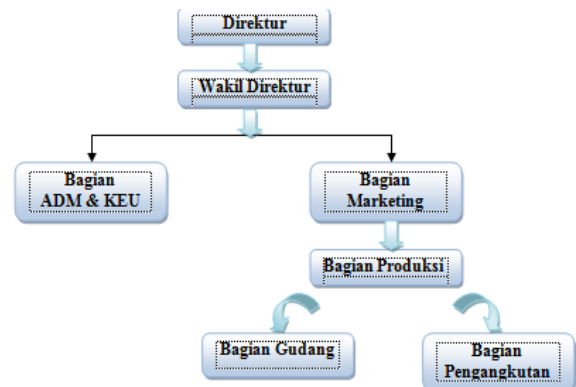 Direktur
Wakil Direktur
Bagian
ADM & KEU
Bagian
Marketing
Bagian Produksi
Bagian Gudang
Bagian
Pengangkutan